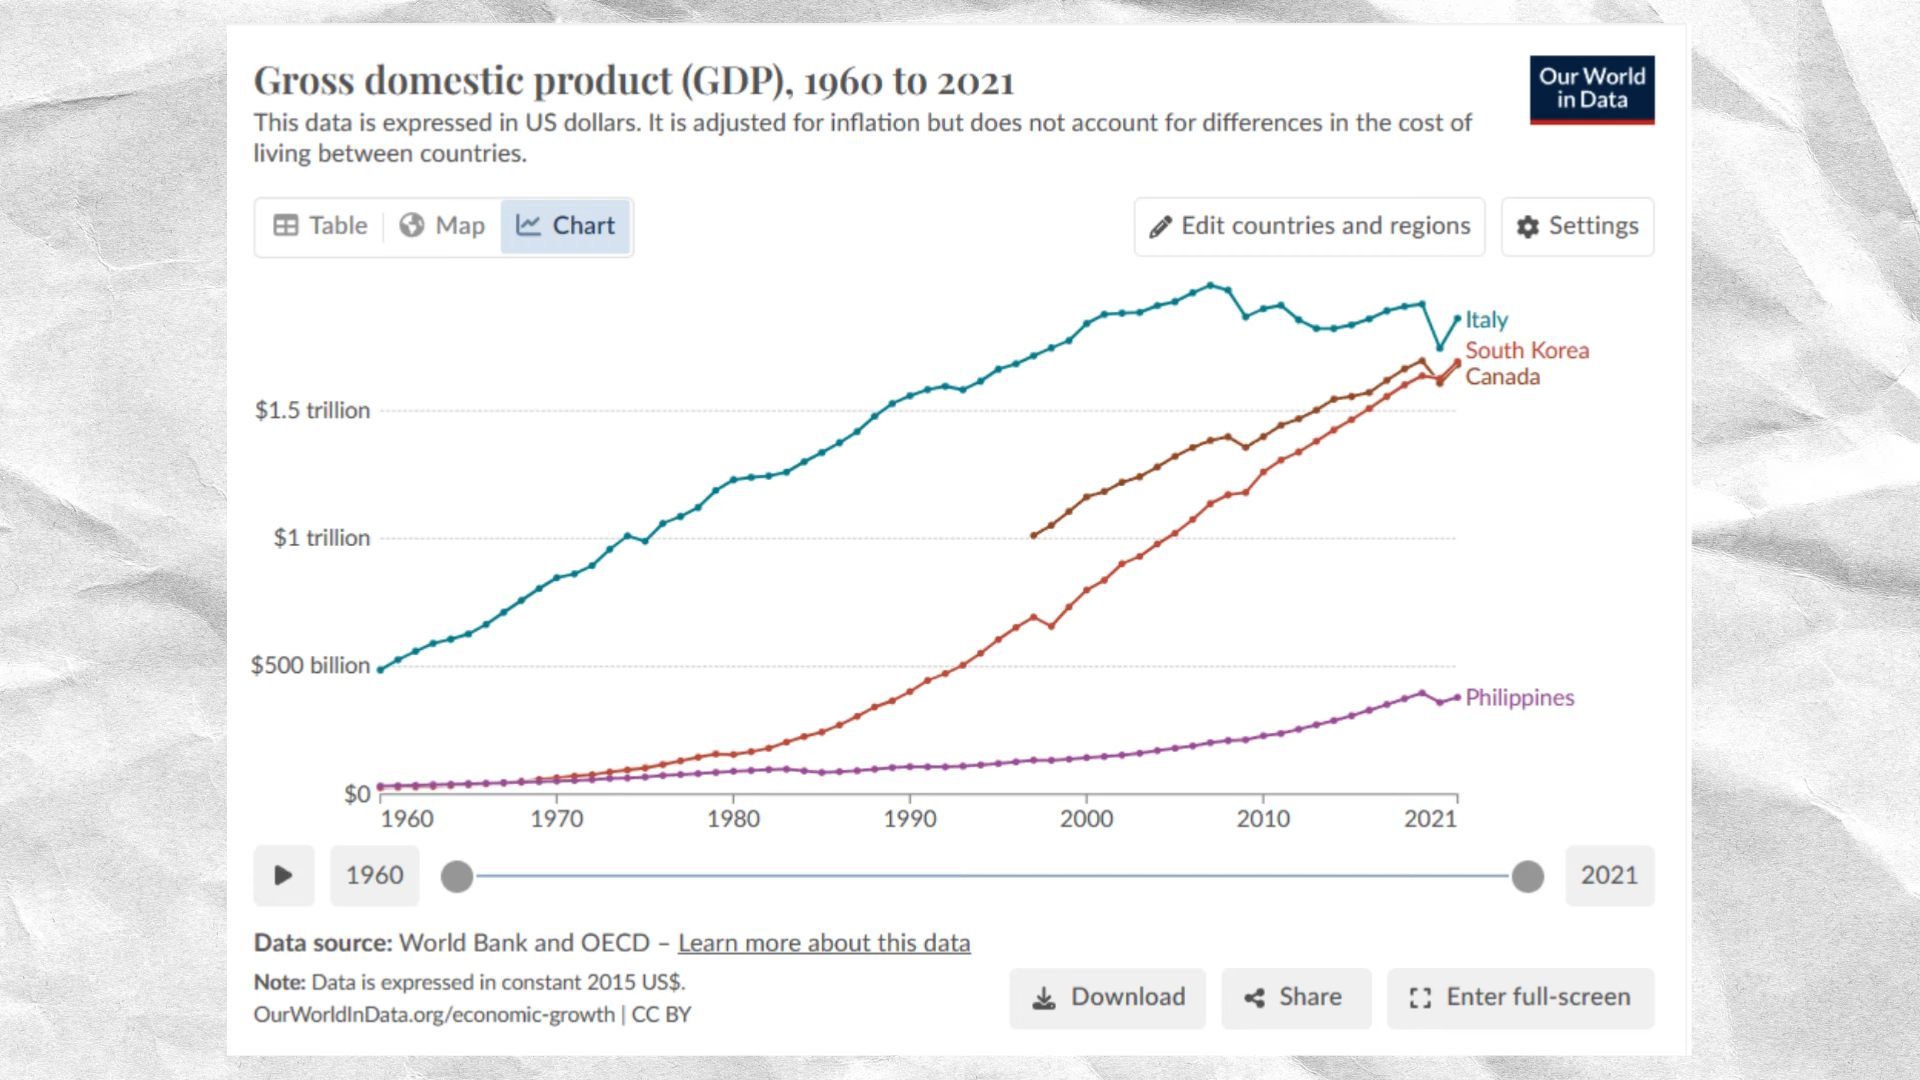 Gross domestic product (GDP), 1960 to 2021
Our World
in Data
This data is expressed in US dollars. It is adjusted for inflation but does not account for differences in the cost of
living between countries.
Table
Map
Chart
Edit countries and regions
Settings
Italy
South Korea
Canada
Philippines
$1.5 trillion
$1 trillion
$500 billion
$0
1960
1970
1980
1990
2000
2010
2021
1960
2021
Data source: World Bank and OECD – Learn more about this data
Note: Data is expressed in constant 2015 US$.
OurWorldInData.org/economic-growth | CC BY
Download
Share
Enter full-screen